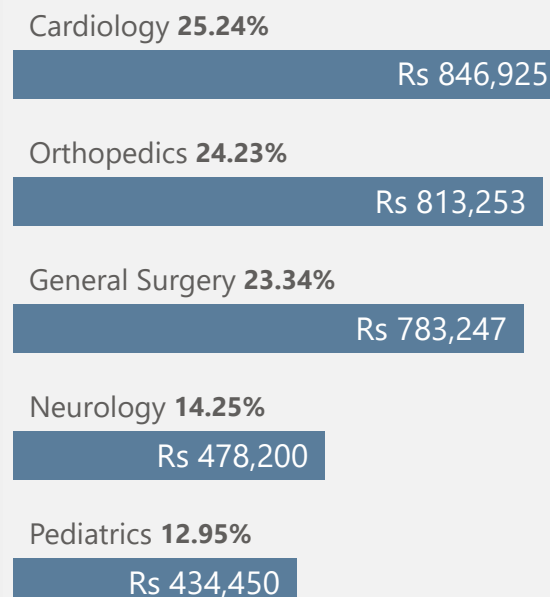 Cardiology 25.24%
Rs 846,925
Orthopedics 24.23%
Rs 813,253
General Surgery 23.34%
Rs 783,247
Neurology 14.25%
Rs 478,200
Pediatrics 12.95%
Rs 434,450